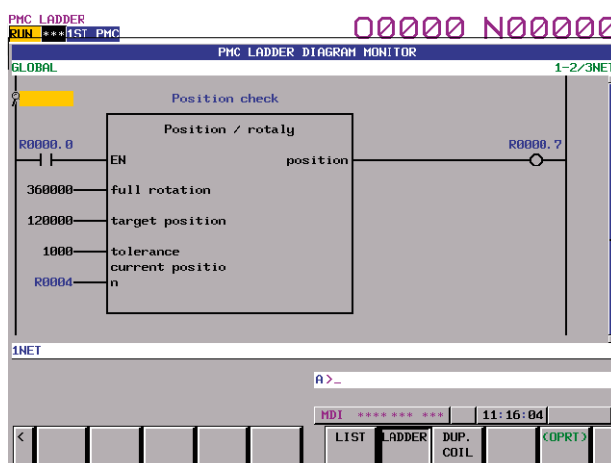 PMC LADDER
RUN ***1ST PMC
O0000 N00000
PMC LADDER DIAGRAM MONITOR
GLOBAL 1-2/3NET
Position check
Position / rotaly
R0000.0 R0000.7
EN position
360000 full rotation
120000 target position
1000 tolerance
current positio
R0004 n
1NET
A>_
MDI **** *** *** 11:16:04
< LIST LADDER DUP. (OPRT)
COIL